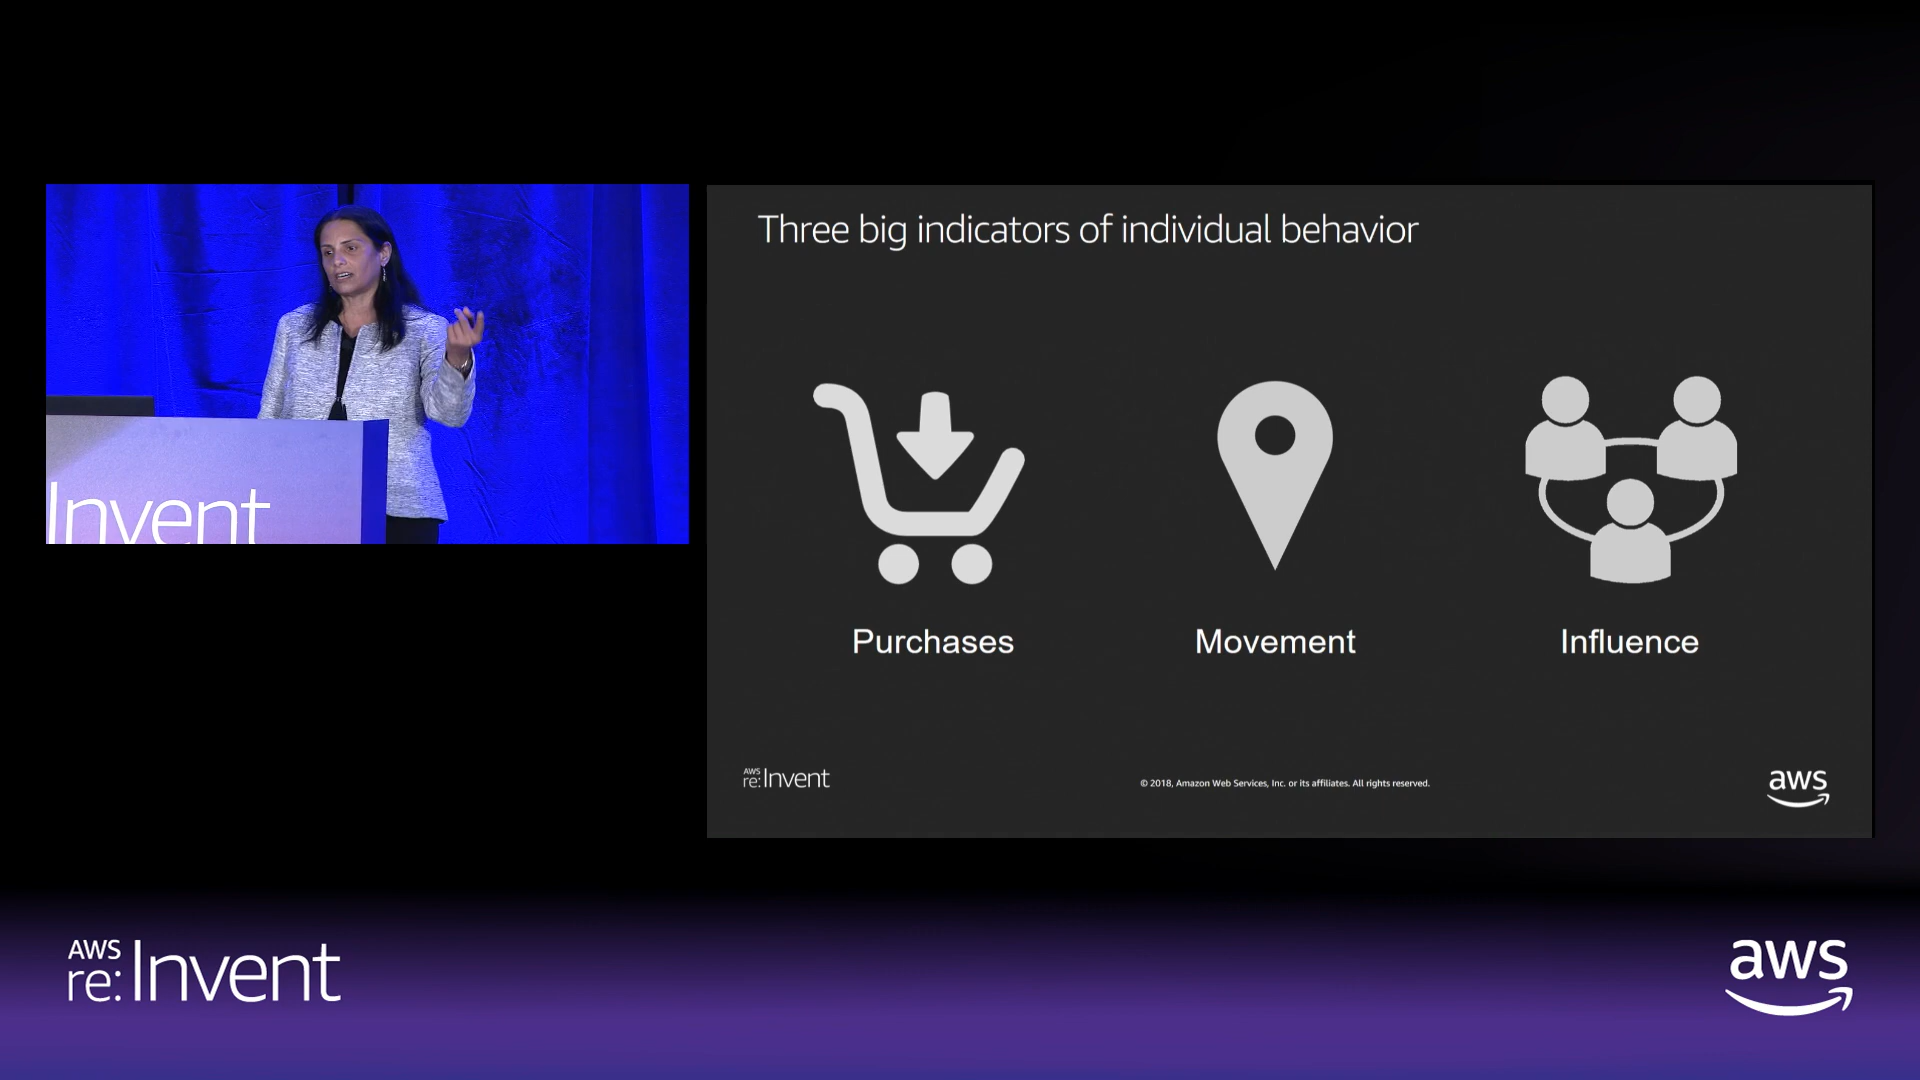 Invent
Three big indicators of individual behavior
Purchases
Movement
Influence
AWS
re:Invent
© 2018, Amazon Web Services, Inc. or its affiliates. All rights reserved.
aws
AWS
re:Invent
aws